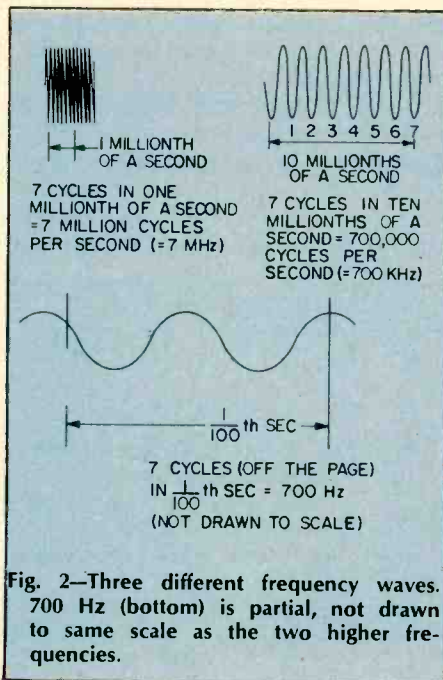 1 MILLIONTH
OF A SECOND
7 CYCLES IN ONE
MILLIONTH OF A SECOND
=7 MILLION CYCLES
PER SECOND (=7 MHz)
1 2 3 4 5 6 7
10 MILLIONTHS
OF A SECOND
7 CYCLES IN TEN
MILLIONTHS OF A
SECOND = 700,000
CYCLES PER
SECOND (=700 KHz)
1/100 th SEC
7 CYCLES (OFF THE PAGE)
IN 1/100 th SEC = 700 Hz
(NOT DRAWN TO SCALE)
Fig. 2—Three different frequency waves.
700 Hz (bottom) is partial, not drawn
to same scale as the two higher fre-
quencies.